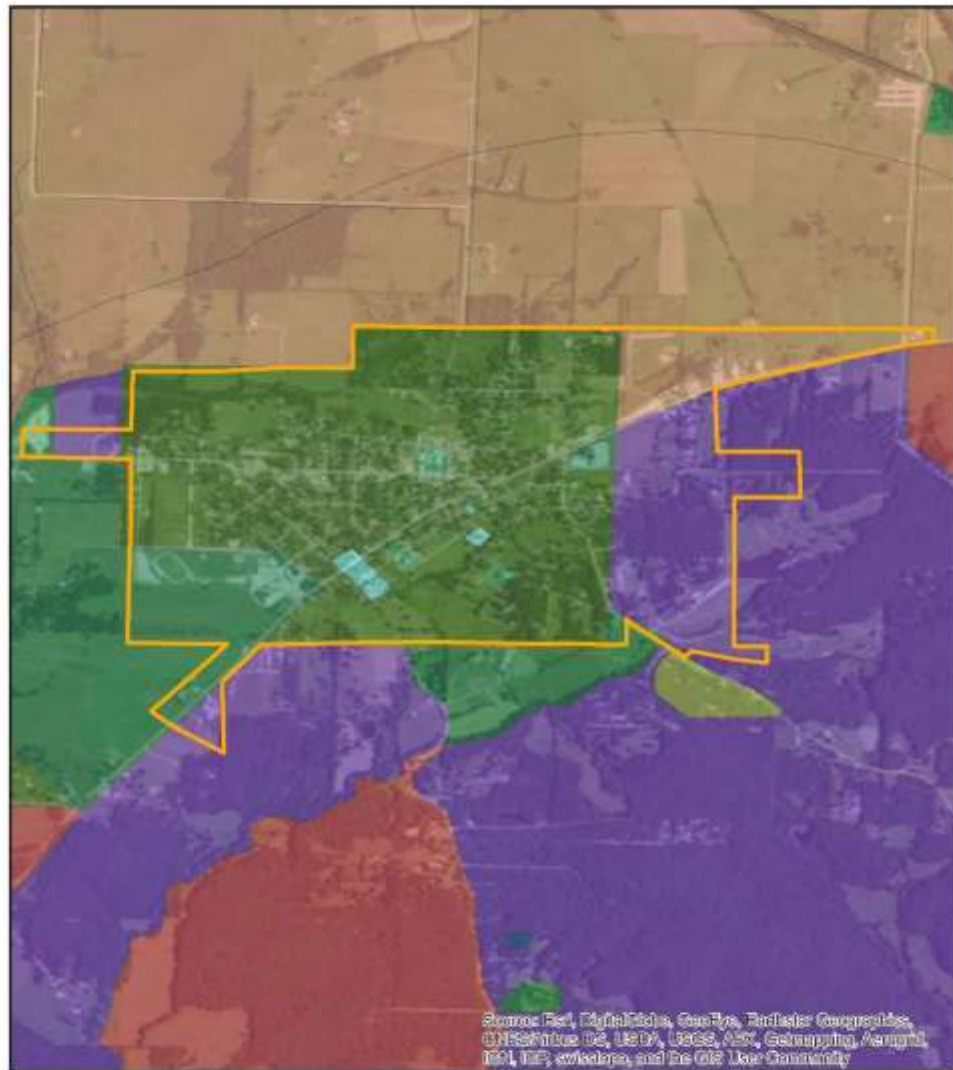 Source: Esri, DigitalGlobe, GeoEye, Earthstar Geographics,
CNES/Airbus DS, USDA, USGS, AEX, Getmapping, Aerogrid,
IGN, IGP, swisstopo, and the GIS User Community